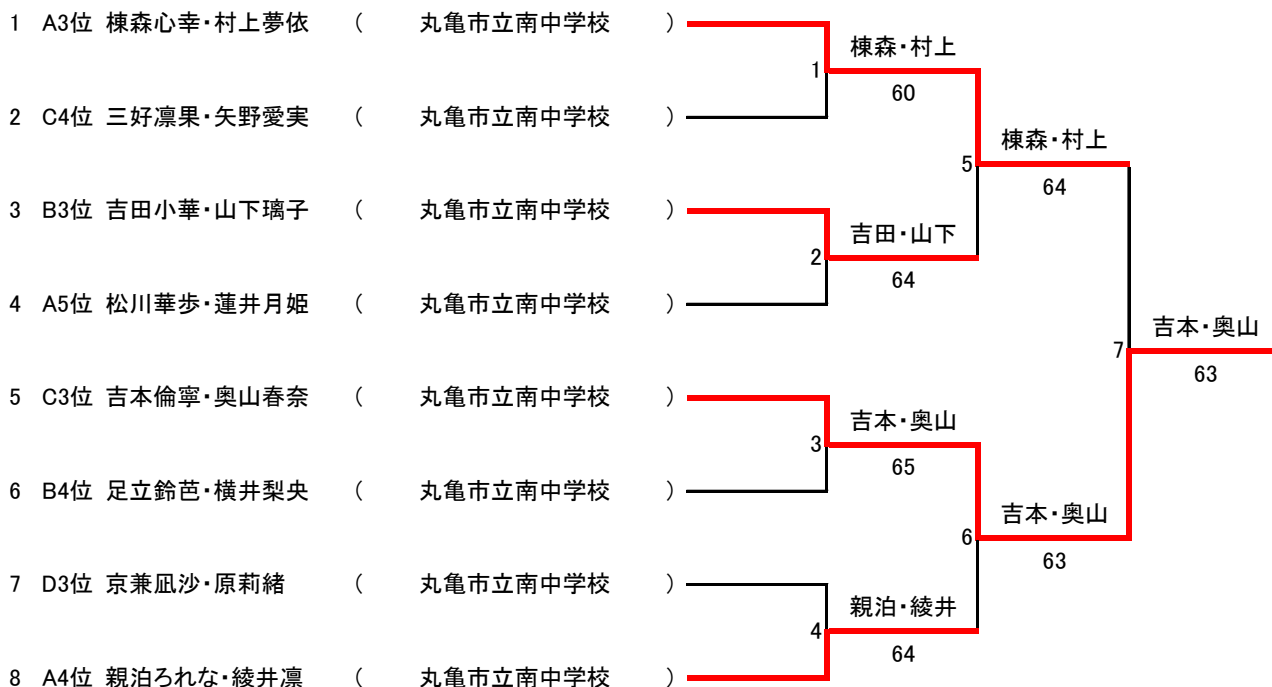 1 A3位 棟森心幸・村上夢依 ( 丸亀市立南中学校 )
棟森・村上
1
60
2 C4位 三好凛果・矢野愛実 ( 丸亀市立南中学校 )
棟森・村上
5
64
3 B3位 吉田小華・山下璃子 ( 丸亀市立南中学校 )
吉田・山下
2
64
4 A5位 松川華歩・蓮井月姫 ( 丸亀市立南中学校 )
吉本・奥山
7
63
5 C3位 吉本倫寧・奥山春奈 ( 丸亀市立南中学校 )
吉本・奥山
3
65
6 B4位 足立鈴芭・横井梨央 ( 丸亀市立南中学校 )
吉本・奥山
6
63
7 D3位 京兼凪沙・原莉緒 ( 丸亀市立南中学校 )
親泊・綾井
4
64
8 A4位 親泊ろれな・綾井凛 ( 丸亀市立南中学校 )